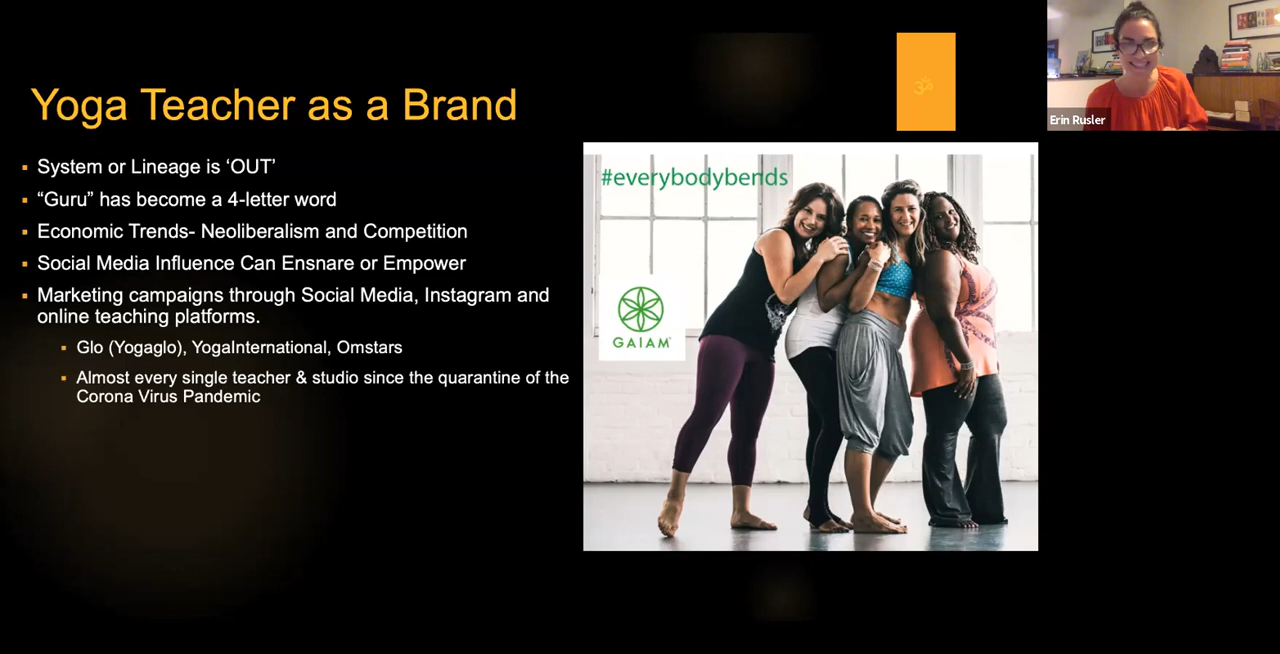 Yoga Teacher as a Brand
System or Lineage is ‘OUT’
“Guru” has become a 4-letter word
Economic Trends- Neoliberalism and Competition
Social Media Influence Can Ensnare or Empower
Marketing campaigns through Social Media, Instagram and
online teaching platforms.
Glo (Yogaglo), YogaInternational, Omstars
Almost every single teacher & studio since the quarantine of the
Corona Virus Pandemic
ॐ
#everybodybends
GAIAM
Erin Rusler